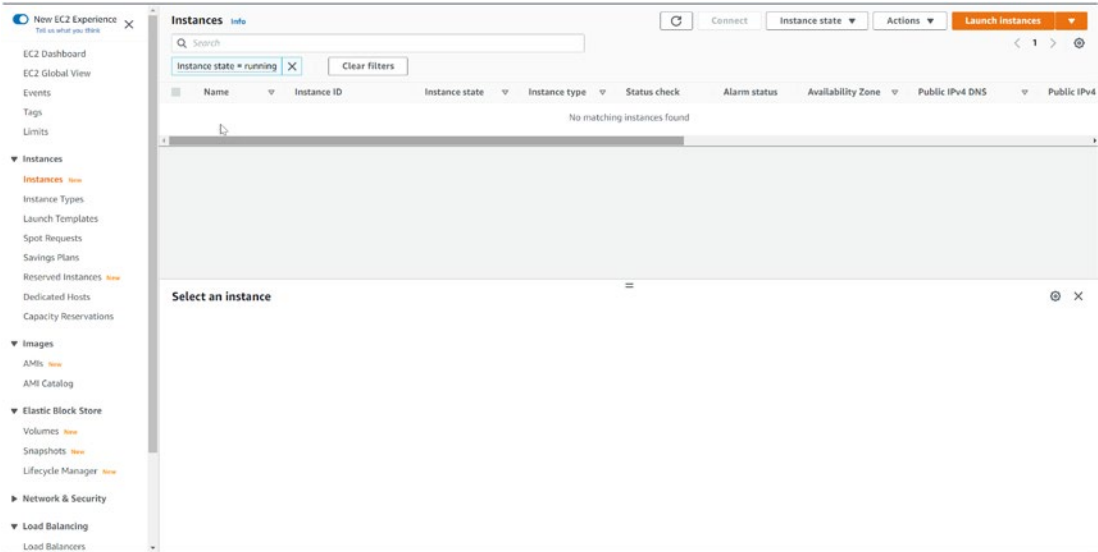 New EC2 Experience
Tell us what you think
EC2 Dashboard
EC2 Global View
Events
Tags
Limits
Instances
Instances New
Instance Types
Launch Templates
Spot Requests
Savings Plans
Reserved Instances New
Dedicated Hosts
Capacity Reservations
Images
AMIs New
AMI Catalog
Elastic Block Store
Volumes New
Snapshots New
Lifecycle Manager New
Network & Security
Load Balancing
Load Balancers
Instances Info
Connect Instance state Actions Launch instances
Search
1
Instance state = running Clear filters
Name Instance ID Instance state Instance type Status check Alarm status Availability Zone Public IPv4 DNS Public IPv4
No matching instances found
Select an instance